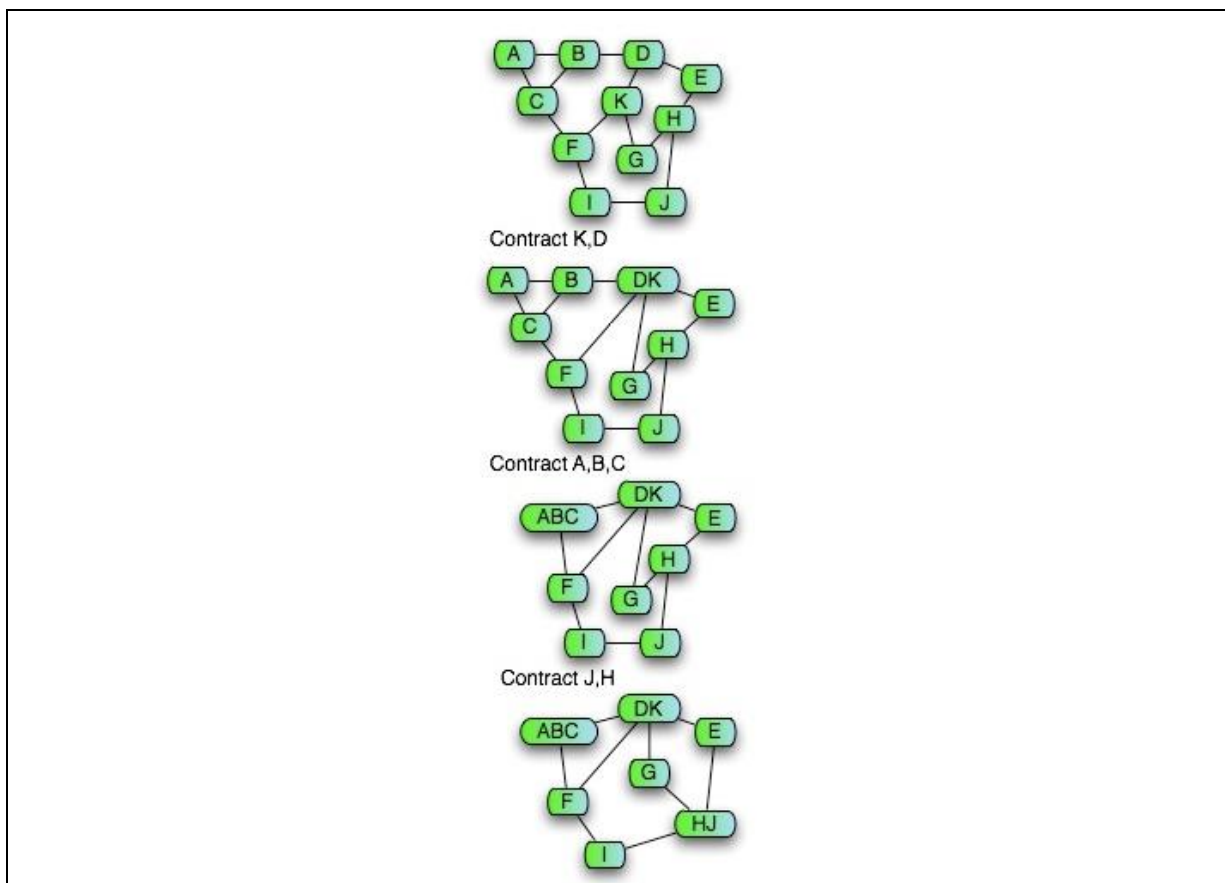 A B D
E
C K
H
F
G
I J
Contract K,D
A B DK
E
C
H
F
G
I J
Contract A,B,C
DK
ABC E
H
F
G
I J
Contract J,H
DK
ABC E
G
F
HJ
I